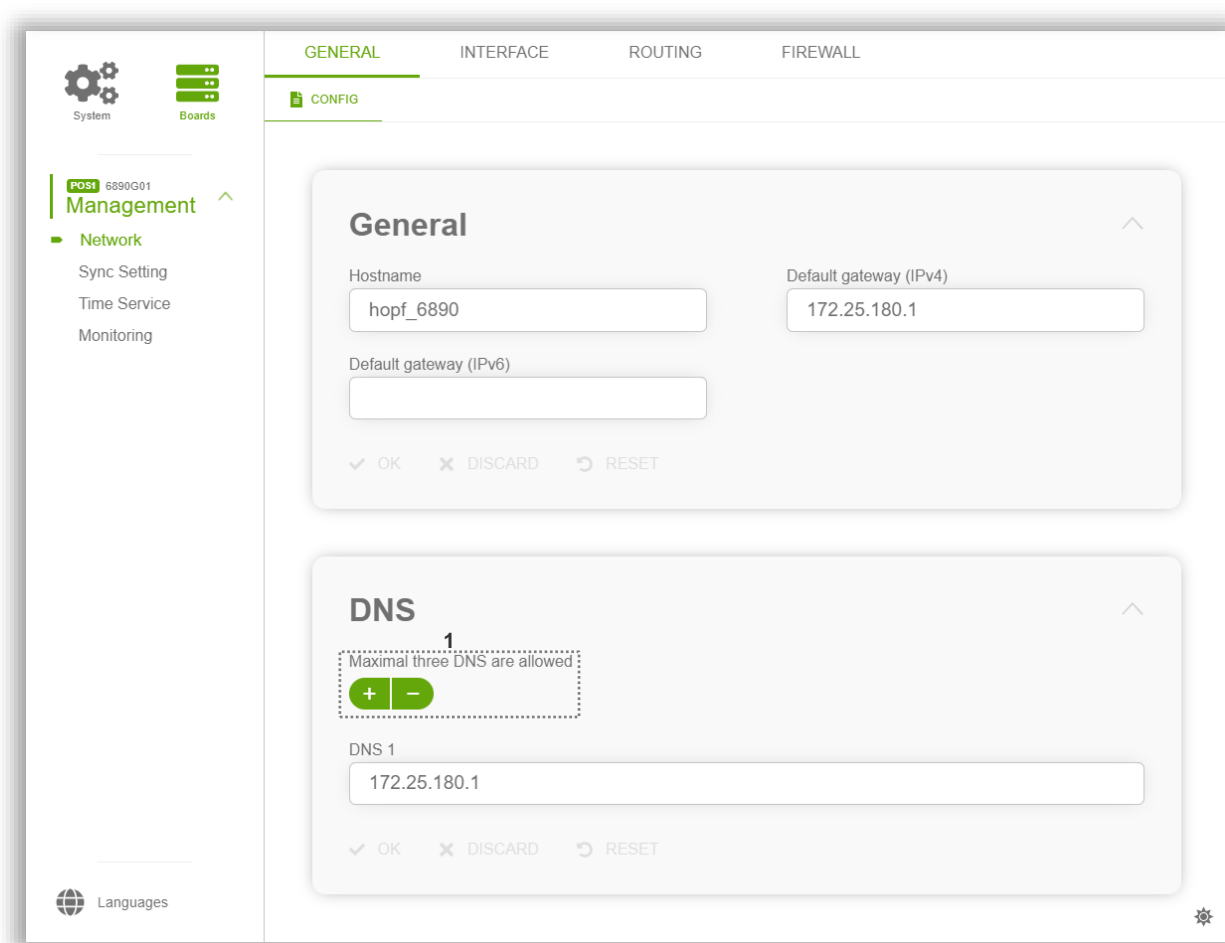 GENERAL INTERFACE ROUTING FIREWALL
System Boards
CONFIG
POS1 6890G01
Management
Network
Sync Setting
Time Service
Monitoring
General
Hostname Default gateway (IPv4)
hopf_6890 172.25.180.1
Default gateway (IPv6)
OK DISCARD RESET
DNS
1
Maximal three DNS are allowed
+ −
DNS 1
172.25.180.1
OK DISCARD RESET
Languages